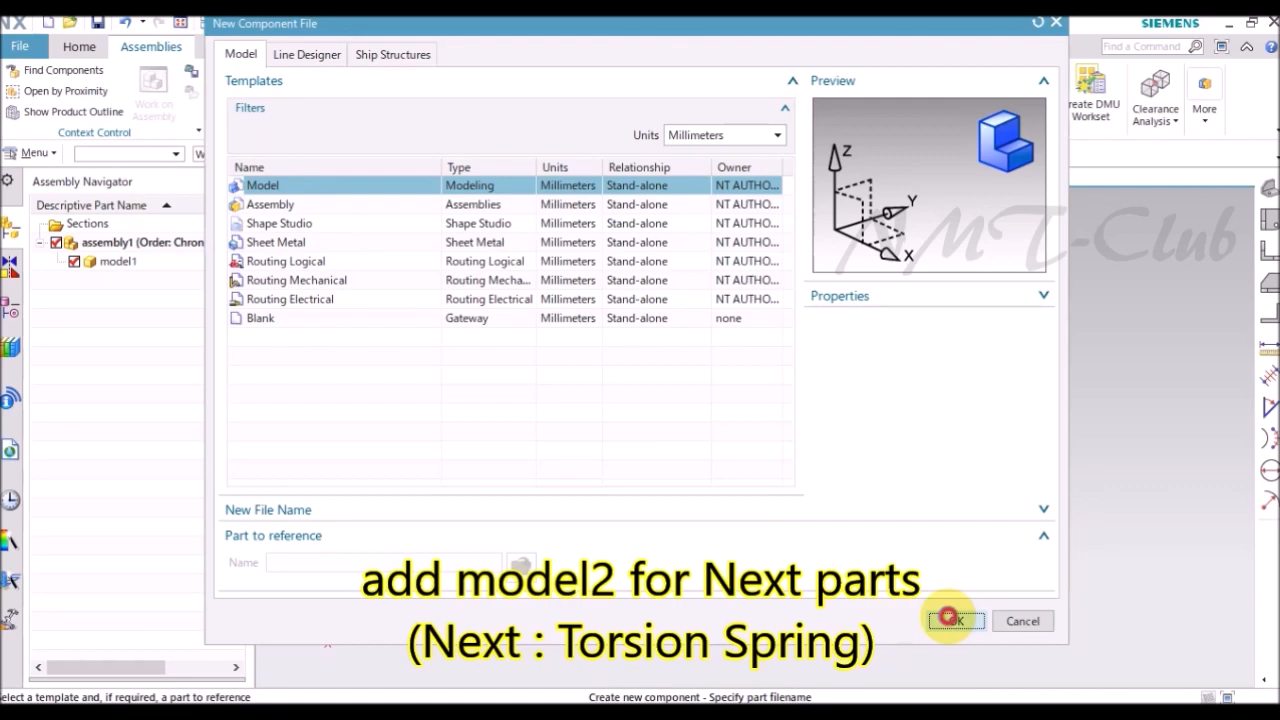 NX
New Component File
SIEMENS
File
Home
Assemblies
Find a Command
Find Components
Open by Proximity
Show Product Outline
Work on
Assembly
Context Control
Menu
Model
Line Designer
Ship Structures
Templates
Filters
Units
Millimeters
Name Type Units Relationship Owner
Model Modeling Millimeters Stand-alone NT AUTHO...
Assembly Assemblies Millimeters Stand-alone NT AUTHO...
Shape Studio Shape Studio Millimeters Stand-alone NT AUTHO...
Sheet Metal Sheet Metal Millimeters Stand-alone NT AUTHO...
Routing Logical Routing Logical Millimeters Stand-alone NT AUTHO...
Routing Mechanical Routing Mecha... Millimeters Stand-alone NT AUTHO...
Routing Electrical Routing Electrical Millimeters Stand-alone NT AUTHO...
Blank Gateway Millimeters Stand-alone none
Preview
Z
Y
X
Properties
reate DMU
Workset
Clearance
Analysis
More
Assembly Navigator
Descriptive Part Name
Sections
assembly1 (Order: Chron
model1
T-Club
New File Name
Part to reference
Name
add model2 for Next parts
(Next : Torsion Spring)
OK
Cancel
elect a template and, if required, a part to reference
Create new component - Specify part filename